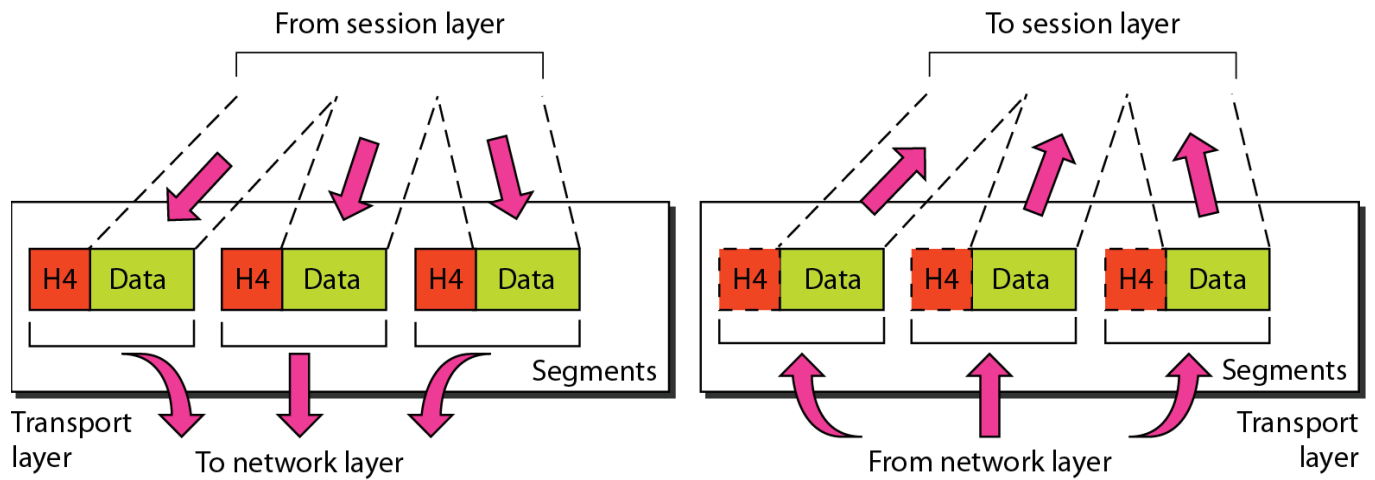 From session layer
H4 Data H4 Data H4 Data
Segments
Transport
layer
To network layer
To session layer
H4 Data H4 Data H4 Data
Segments
From network layer
Transport
layer